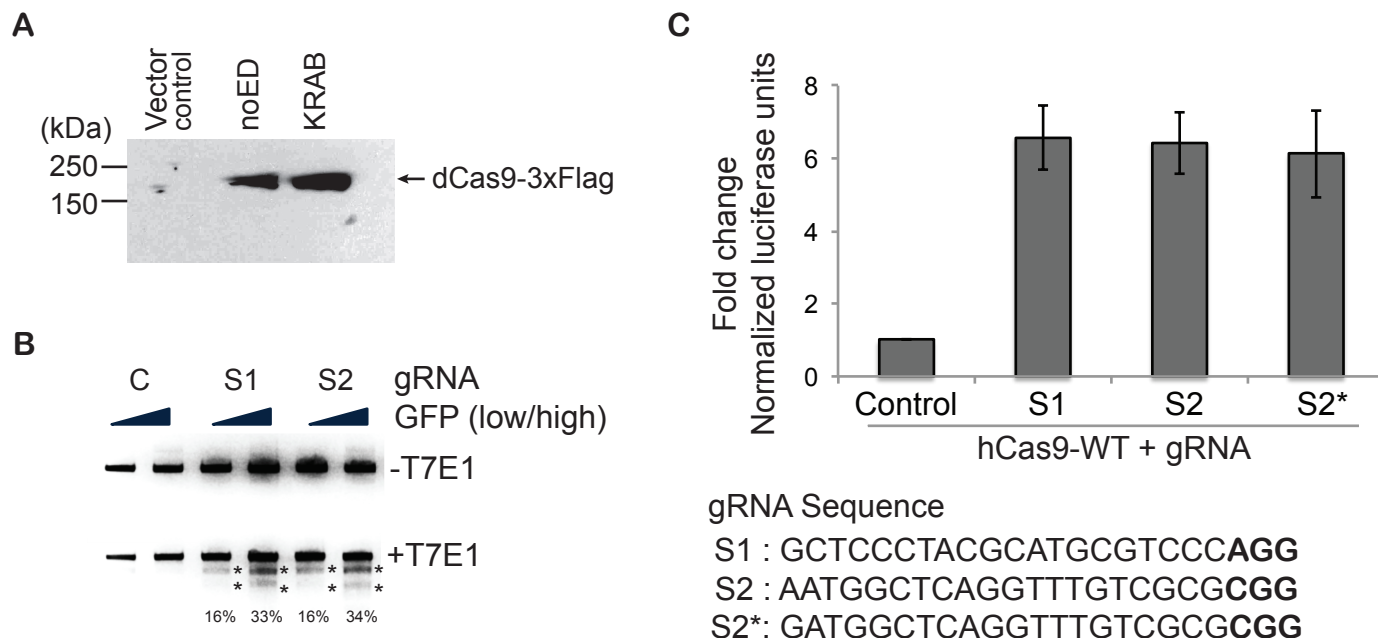 A
Vector
control
noED
KRAB
(kDa)
250
150
← dCas9-3xFlag
B
C S1 S2 gRNA
GFP (low/high)
-T7E1
+T7E1
* *
* *
* *
* *
16% 33% 16% 34%
C
Fold change
Normalized luciferase units
8
6
4
2
0
Control S1 S2 S2*
hCas9-WT + gRNA
gRNA Sequence
S1 : GCTCCCTACGCATGCGTCCCAGG
S2 : AATGGCTCAGGTTTGTCGCGCGG
S2*: GATGGCTCAGGTTTGTCGCGCGG